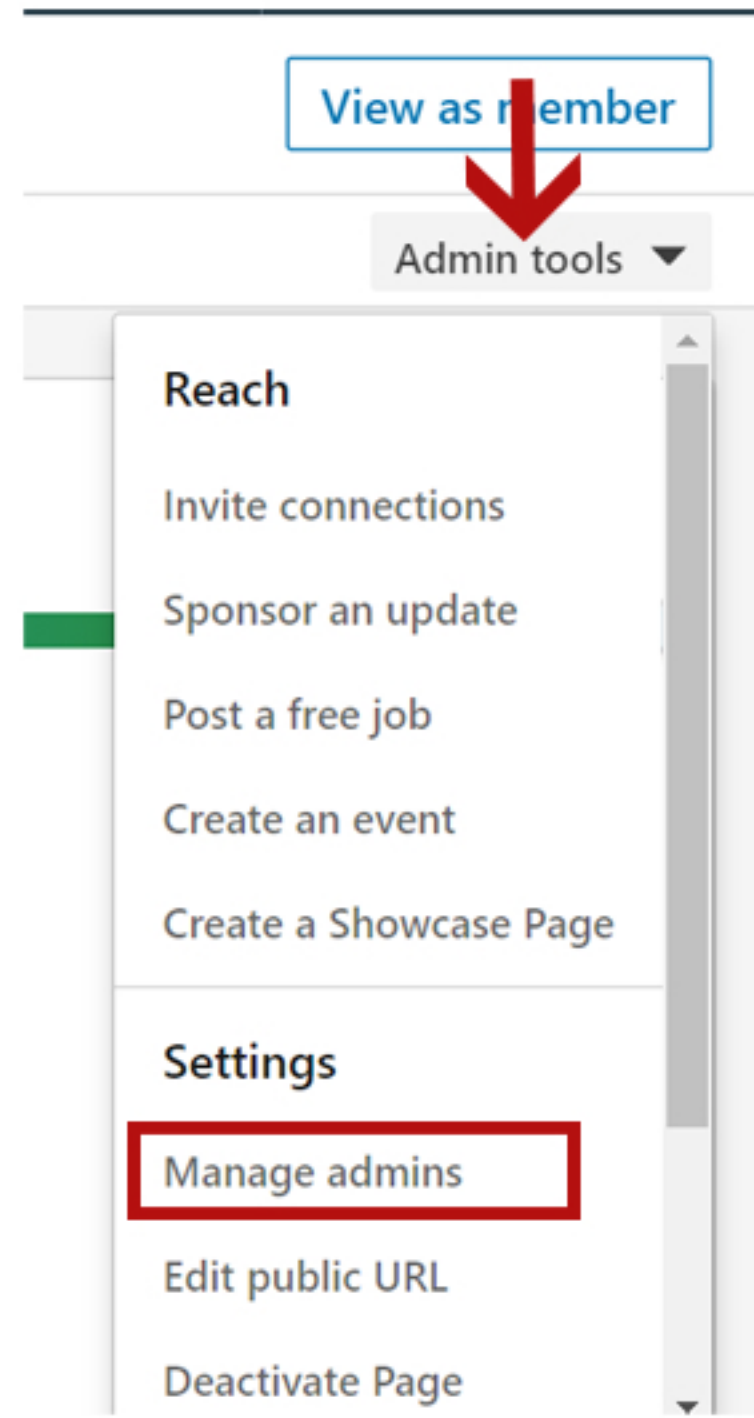 View as member
Admin tools
Reach
Invite connections
Sponsor an update
Post a free job
Create an event
Create a Showcase Page
Settings
Manage admins
Edit public URL
Deactivate Page